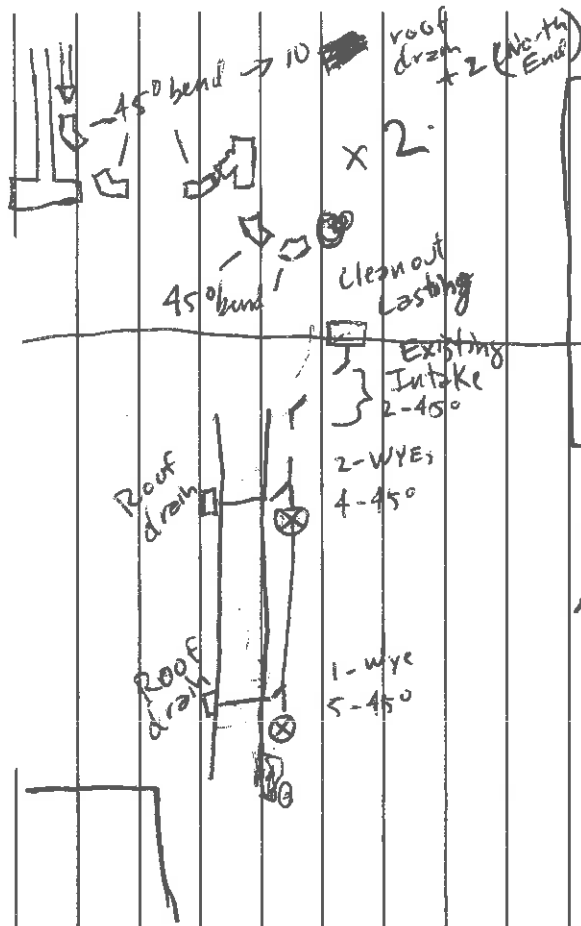 45° bend → 10 roof
drain
+ 2 (North
End)
x 2
45° bend
Cleanout
Casting
Existing
Intake
2-45°
Roof
drain
2-WYEs
4-45°
Roof
drain
1-wye
5-45°